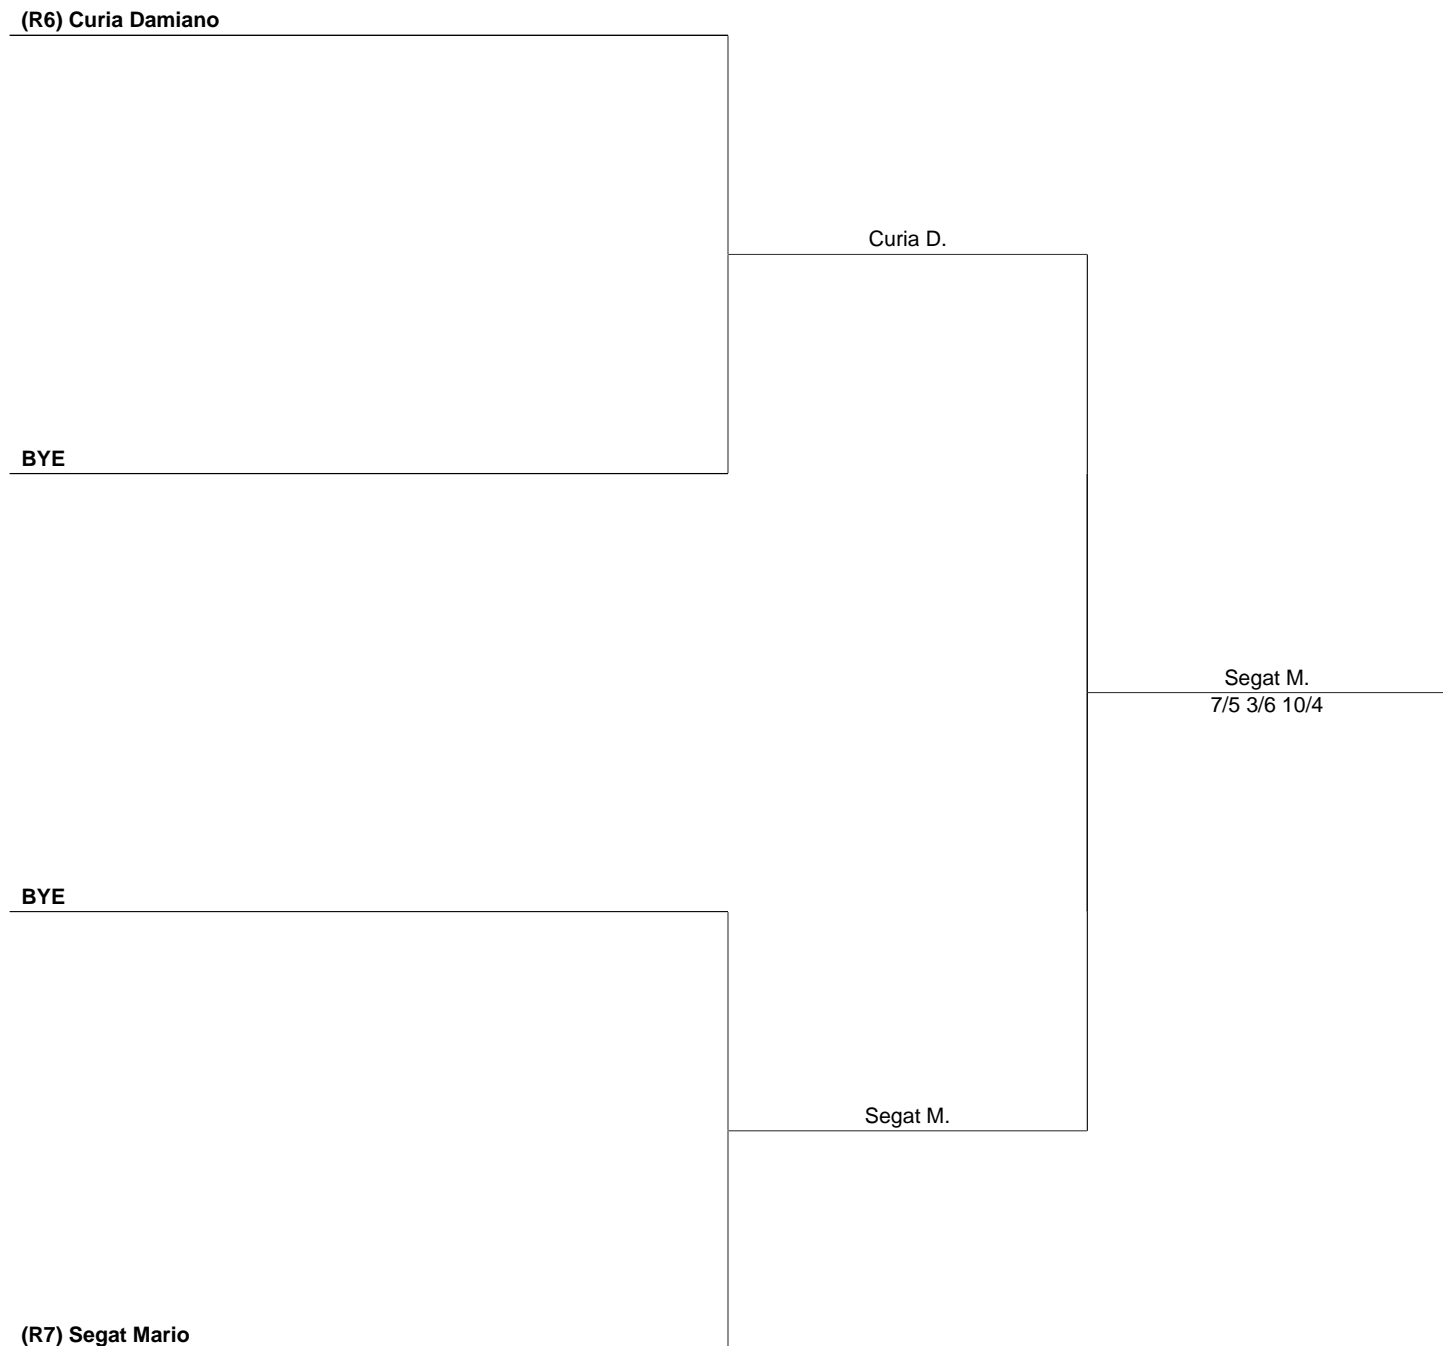 (R6) Curia Damiano
Curia D.
BYE
Segat M.
7/5 3/6 10/4
BYE
Segat M.
(R7) Segat Mario